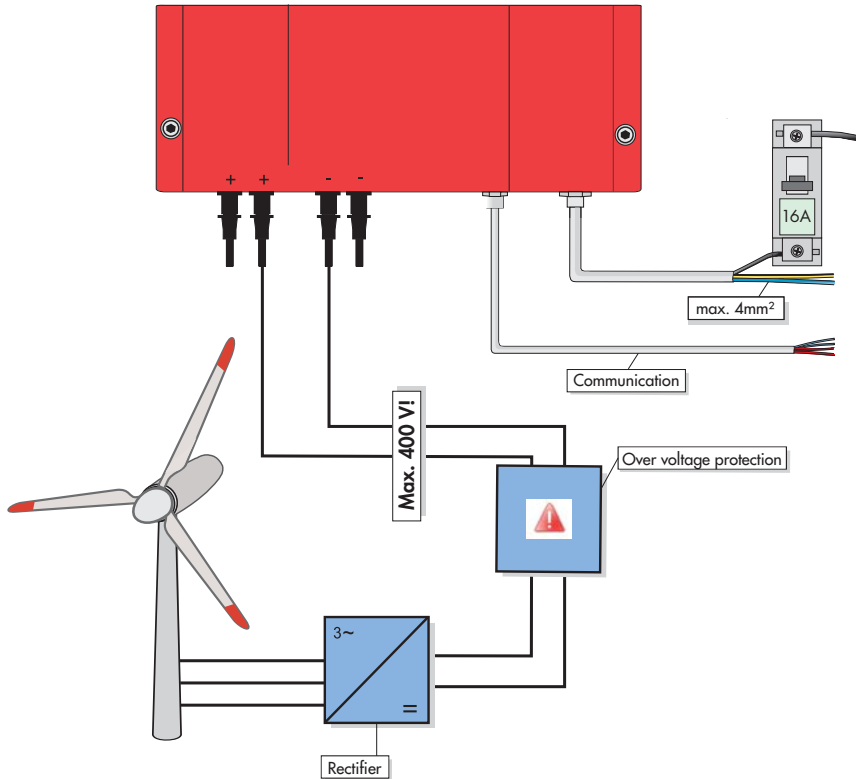 + + - -
16A
max. 4mm²
Communication
Max. 400 V!
Over voltage protection
3~
=
Rectifier